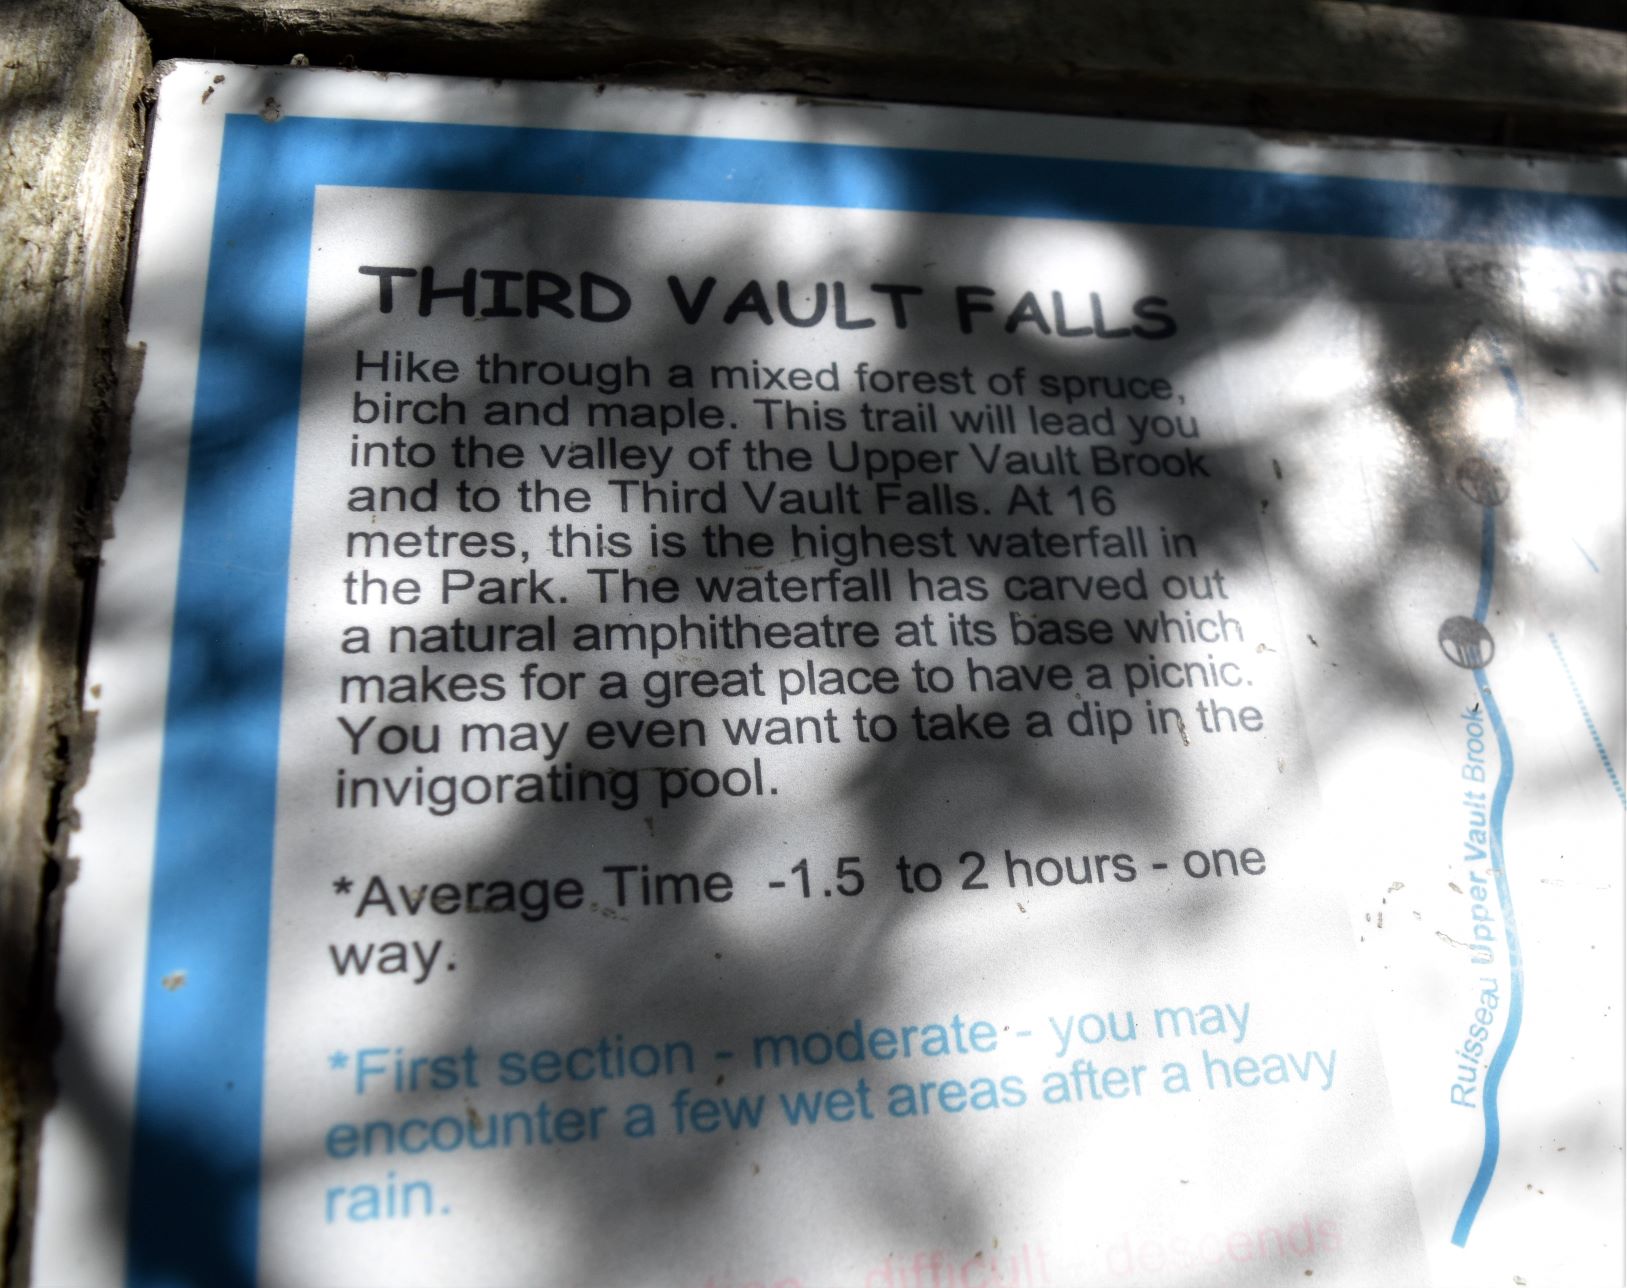 THIRD VAULT FALLS
Hike through a mixed forest of spruce,
birch and maple. This trail will lead you
into the valley of the Upper Vault Brook
and to the Third Vault Falls. At 16
metres, this is the highest waterfall in
the Park. The waterfall has carved out
a natural amphitheatre at its base which
makes for a great place to have a picnic.
You may even want to take a dip in the
invigorating pool.
*Average Time -1.5 to 2 hours - one
way.
*First section - moderate - you may
encounter a few wet areas after a heavy
rain.
difficult descends
Ruisseau Upper Vault Brook